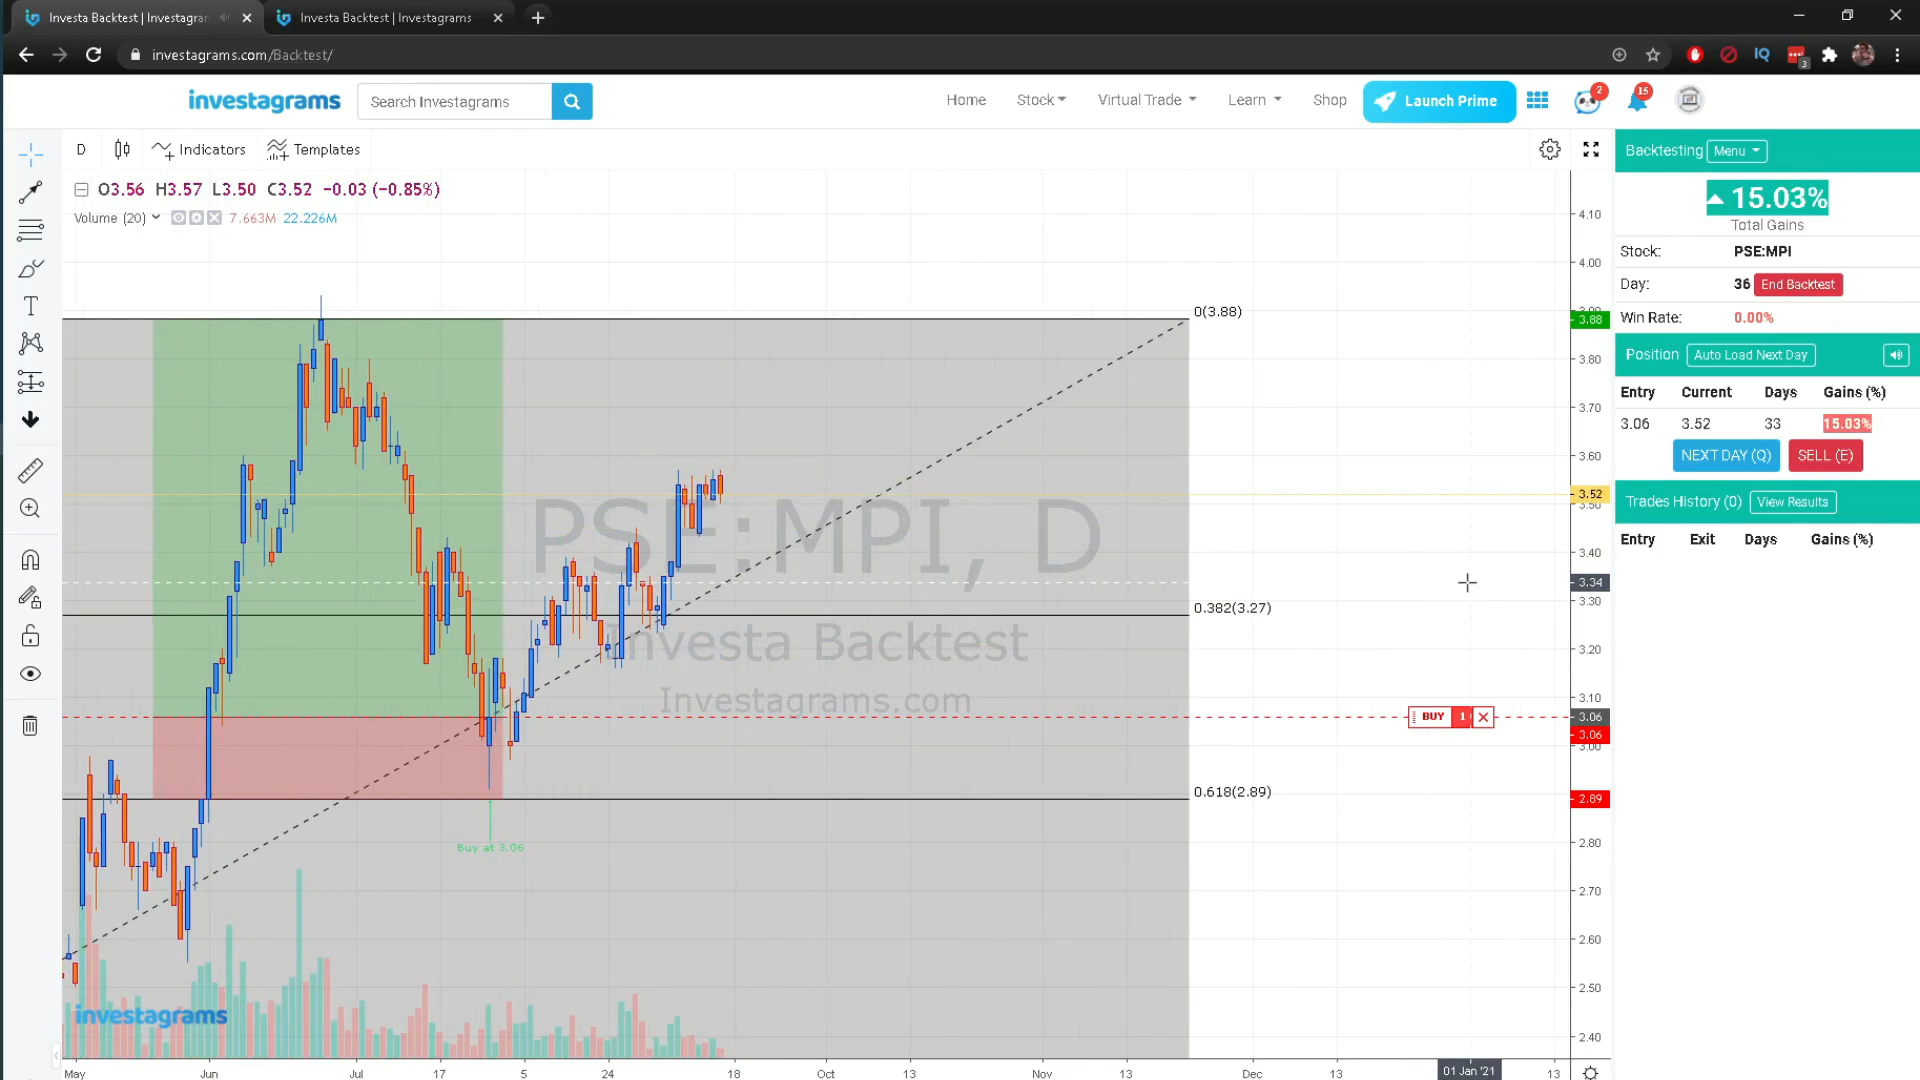 Investa Backtest | Investagra
Investa Backtest | Investagrams
investagrams.com/Backtest/
3
investagrams
Search Investagrams
Home
Stock
Virtual Trade
Learn
Shop
Launch Prime
2
15
D
Indicators
Templates
O3.56 H3.57 L3.50 C3.52 -0.03 (-0.85%)
Volume (20) 7.663M 22.226M
PSE:MPI, D
Investa Backtest
Investagrams.com
0(3.88)
0.382(3.27)
0.618(2.89)
BUY 1
Buy at 3.06
investagrams
4.10
4.00
3.88
3.80
3.70
3.60
3.52
3.50
3.40
3.34
3.30
3.20
3.10
3.06
3.06
3.00
2.89
2.80
2.70
2.60
2.50
2.40
May
Jun
Jul
17
5
24
18
Oct
13
Nov
13
Dec
13
01 Jan '21
13
Backtesting Menu
15.03%
Total Gains
Stock: PSE:MPI
Day: 36 End Backtest
Win Rate: 0.00%
Position Auto Load Next Day
Entry Current Days Gains (%)
3.06 3.52 33 15.03%
NEXT DAY (Q) SELL (E)
Trades History (0) View Results
Entry Exit Days Gains (%)